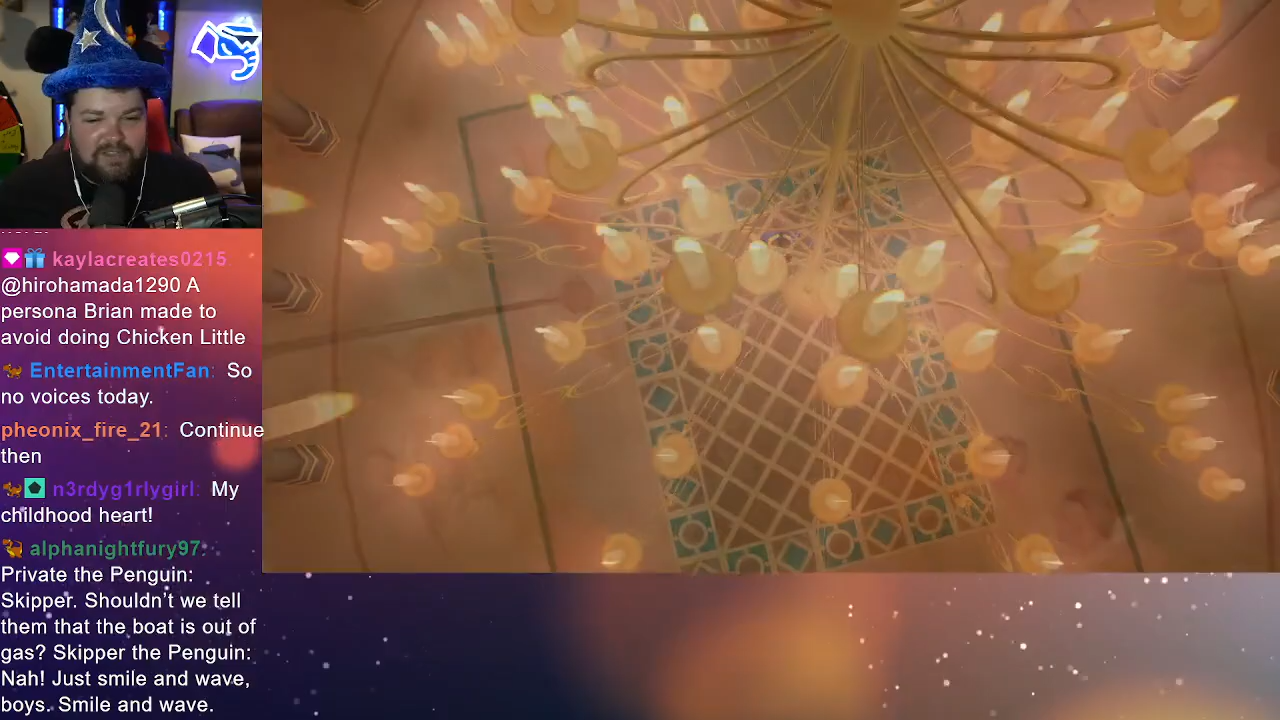 kaylacreates0215:
@hirohamada1290 A
persona Brian made to
avoid doing Chicken Little
EntertainmentFan: So
no voices today.
pheonix_fire_21: Continue
then
n3rdyg1rlygirl: My
childhood heart!
alphanightfury97:
Private the Penguin:
Skipper. Shouldn't we tell
them that the boat is out of
gas? Skipper the Penguin:
Nah! Just smile and wave,
boys. Smile and wave.